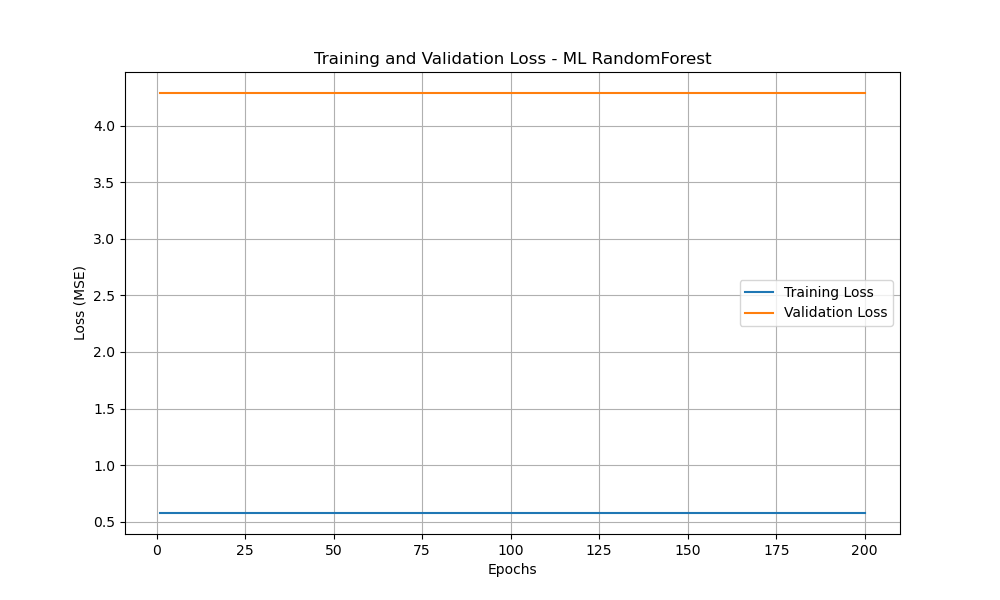 Training and Validation Loss - ML RandomForest
4.0
3.5
3.0
2.5
2.0
1.5
1.0
0.5
Loss (MSE)
Training Loss
Validation Loss
0 25 50 75 100 125 150 175 200
Epochs